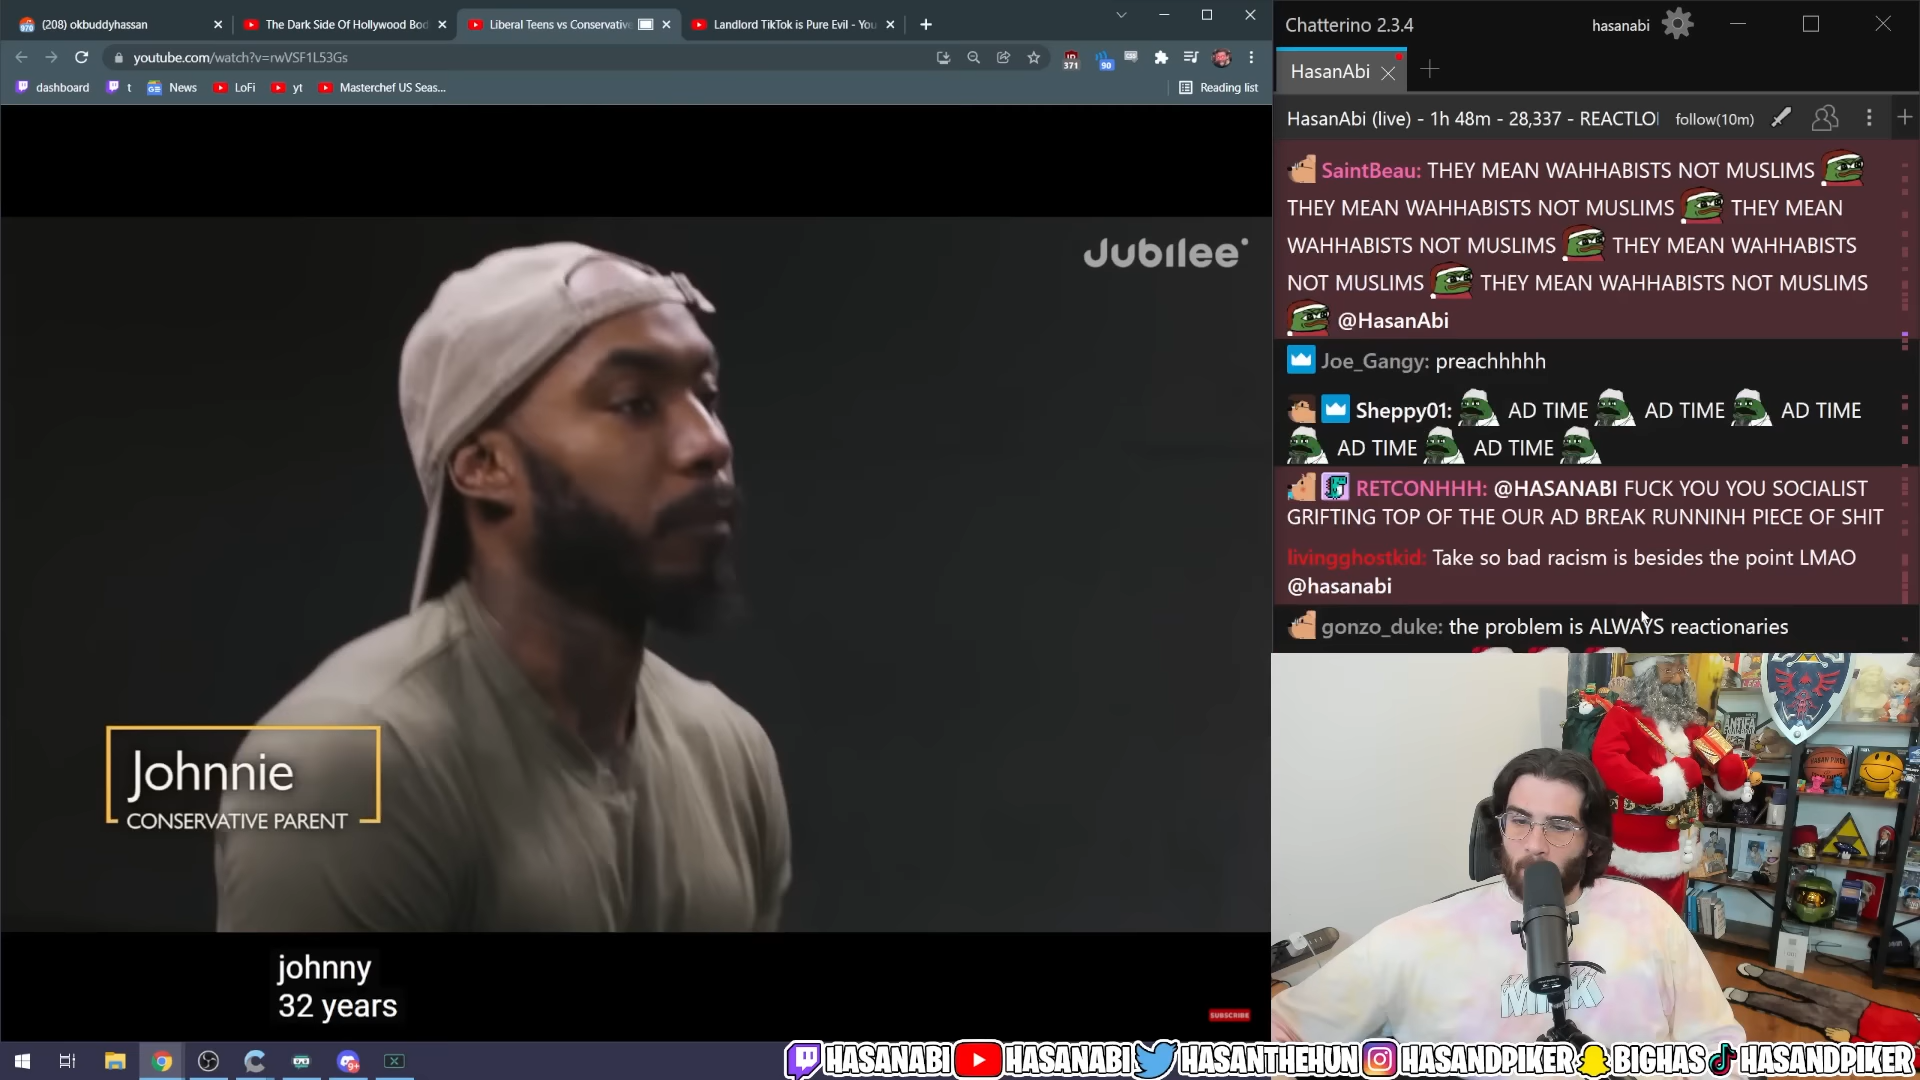 (208) okbuddyhassan
The Dark Side Of Hollywood Bod
Liberal Teens vs Conservative
Landlord TikTok is Pure Evil - You
youtube.com/watch?v=rwVSF1L53Gs
371
90
dashboard
t
News
LoFi
yt
Masterchef US Seas...
Reading list
Jubilee
Johnnie
CONSERVATIVE PARENT
johnny
32 years
SUBSCRIBE
Chatterino 2.3.4
hasanabi
HasanAbi
HasanAbi (live) - 1h 48m - 28,337 - REACTLO
follow(10m)
SaintBeau: THEY MEAN WAHHABISTS NOT MUSLIMS
THEY MEAN WAHHABISTS NOT MUSLIMS THEY MEAN
WAHHABISTS NOT MUSLIMS THEY MEAN WAHHABISTS
NOT MUSLIMS THEY MEAN WAHHABISTS NOT MUSLIMS
@HasanAbi
Joe_Gangy: preachhhhh
Sheppy01: AD TIME AD TIME AD TIME
AD TIME AD TIME
RETCONHHH: @HASANABI FUCK YOU YOU SOCIALIST
GRIFTING TOP OF THE OUR AD BREAK RUNNINH PIECE OF SHIT
livingghostkid: Take so bad racism is besides the point LMAO
@hasanabi
gonzo_duke: the problem is ALWAYS reactionaries
HASANABI HASANABI HASANTHEHUN HASANDPIKER BIGHAS HASANDPIKER